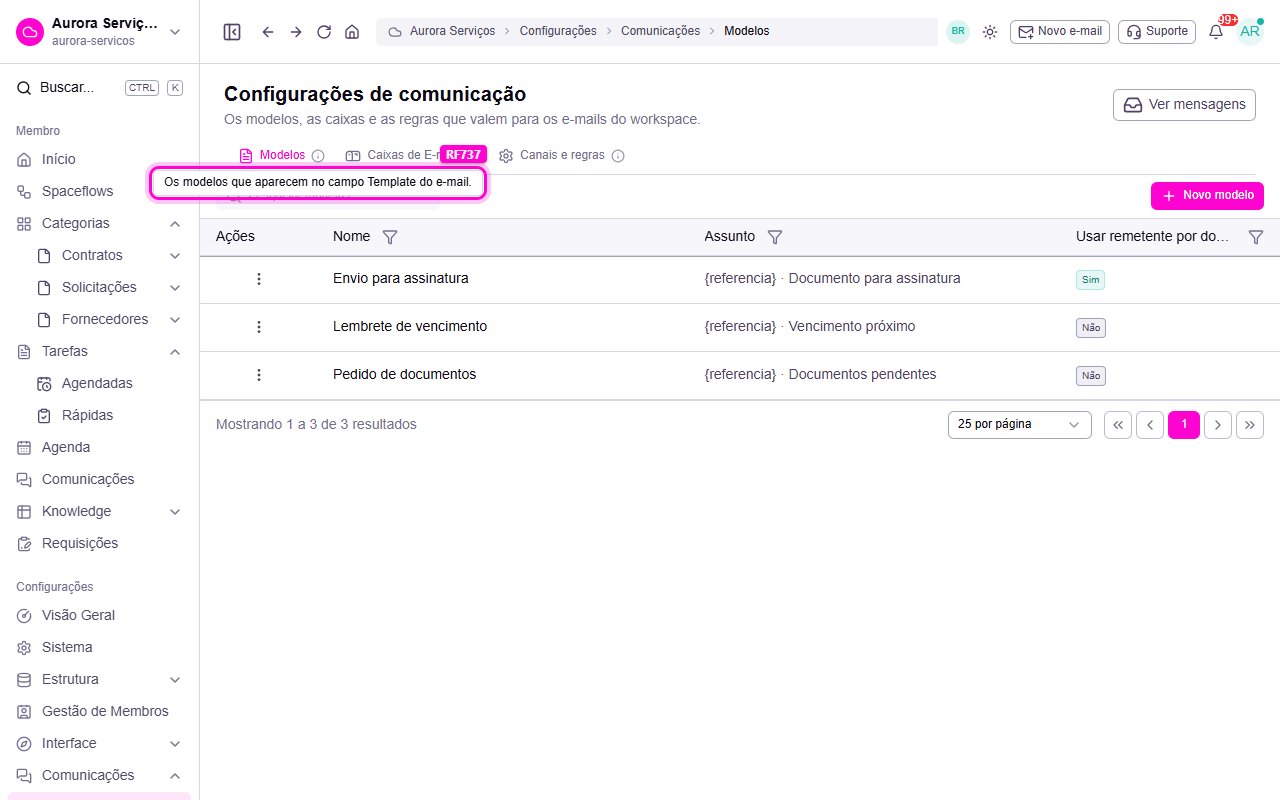 Aurora Serviç...
aurora-servicos
Aurora Serviços
Configurações
Comunicações
Modelos
BR
Novo e-mail
Suporte
99+
AR
Buscar...
CTRL
K
Membro
Início
Spaceflows
Categorias
Contratos
Solicitações
Fornecedores
Tarefas
Agendadas
Rápidas
Agenda
Comunicações
Knowledge
Requisições
Configurações
Visão Geral
Sistema
Estrutura
Gestão de Membros
Interface
Comunicações
Configurações de comunicação
Os modelos, as caixas e as regras que valem para os e-mails do workspace.
Ver mensagens
Modelos
Caixas de E-
RF737
Canais e regras
Os modelos que aparecem no campo Template do e-mail.
Novo modelo
Ações
Nome
Assunto
Usar remetente por do...
Envio para assinatura
{referencia} · Documento para assinatura
Sim
Lembrete de vencimento
{referencia} · Vencimento próximo
Não
Pedido de documentos
{referencia} · Documentos pendentes
Não
Mostrando 1 a 3 de 3 resultados
25 por página
1